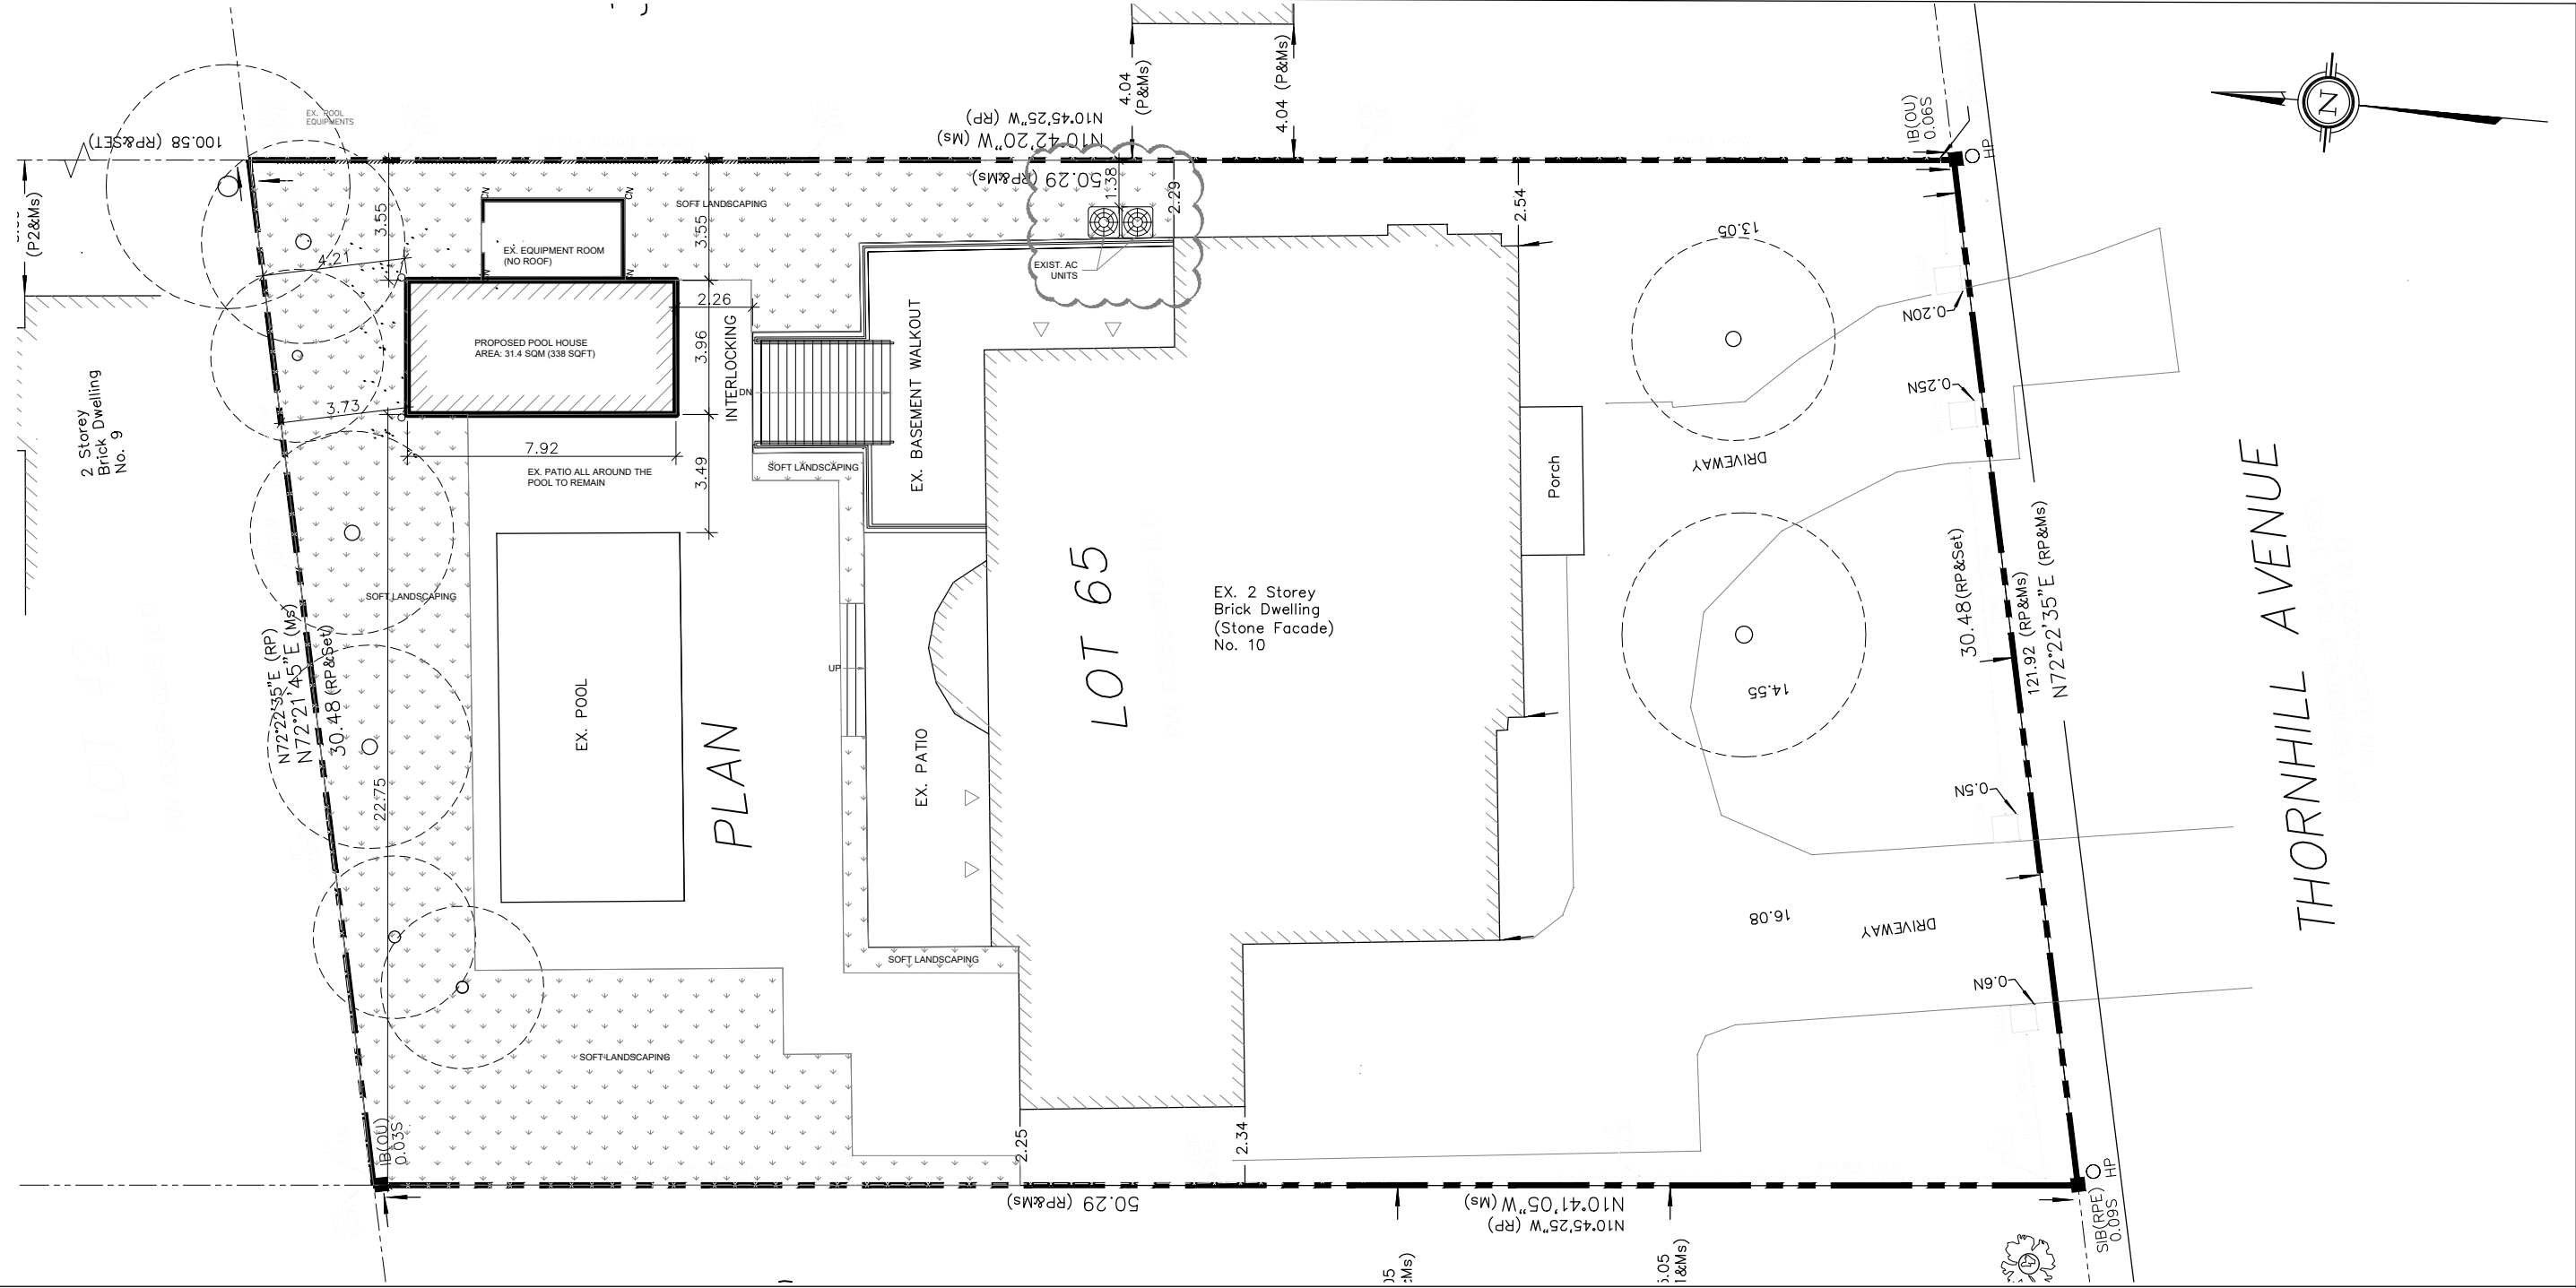 EX. POOL
EQUIPMENTS
100.58 (RP&SET)
(P2&Ms)
2 Storey
Brick Dwelling
No. 9
4.04
(P&Ms)
4.04 (P&Ms)
N10°45'25"W (RP)
N10°42'20"W (Ms)
50.29 (RP&Ms)
1.38
2.29
2.54
EXIST. AC
UNITS
IB(OU)
0.06S
HP
N
3.55
3.55
SOFT LANDSCAPING
EX. EQUIPMENT ROOM
(NO ROOF)
4.21
2.26
PROPOSED POOL HOUSE
AREA: 31.4 SQM (338 SQFT)
3.96
INTERLOCKING
DN
EX. BASEMENT WALKOUT
3.73
7.92
3.49
EX. PATIO ALL AROUND THE
POOL TO REMAIN
SOFT LANDSCAPING
SOFT LANDSCAPING
13.05
DRIVEWAY
Porch
0.20N
0.25N
N72°22'35"E (RP)
N72°21'45"E (Ms)
30.48 (RP&Set)
22.75
EX. POOL
PLAN
UP
EX. PATIO
LOT 65
EX. 2 Storey
Brick Dwelling
(Stone Facade)
No. 10
14.55
16.08
DRIVEWAY
30.48(RP&Set)
121.92 (RP&Ms)
N72°22'35"E (RP&Ms)
THORNHILL AVENUE
0.5N
0.6N
SOFT LANDSCAPING
SOFT LANDSCAPING
IB(OU)
0.03S
2.25
2.34
50.29 (RP&Ms)
N10°41'05"W (Ms)
N10°45'25"W (RP)
SIB(RPE)
0.09S
HP